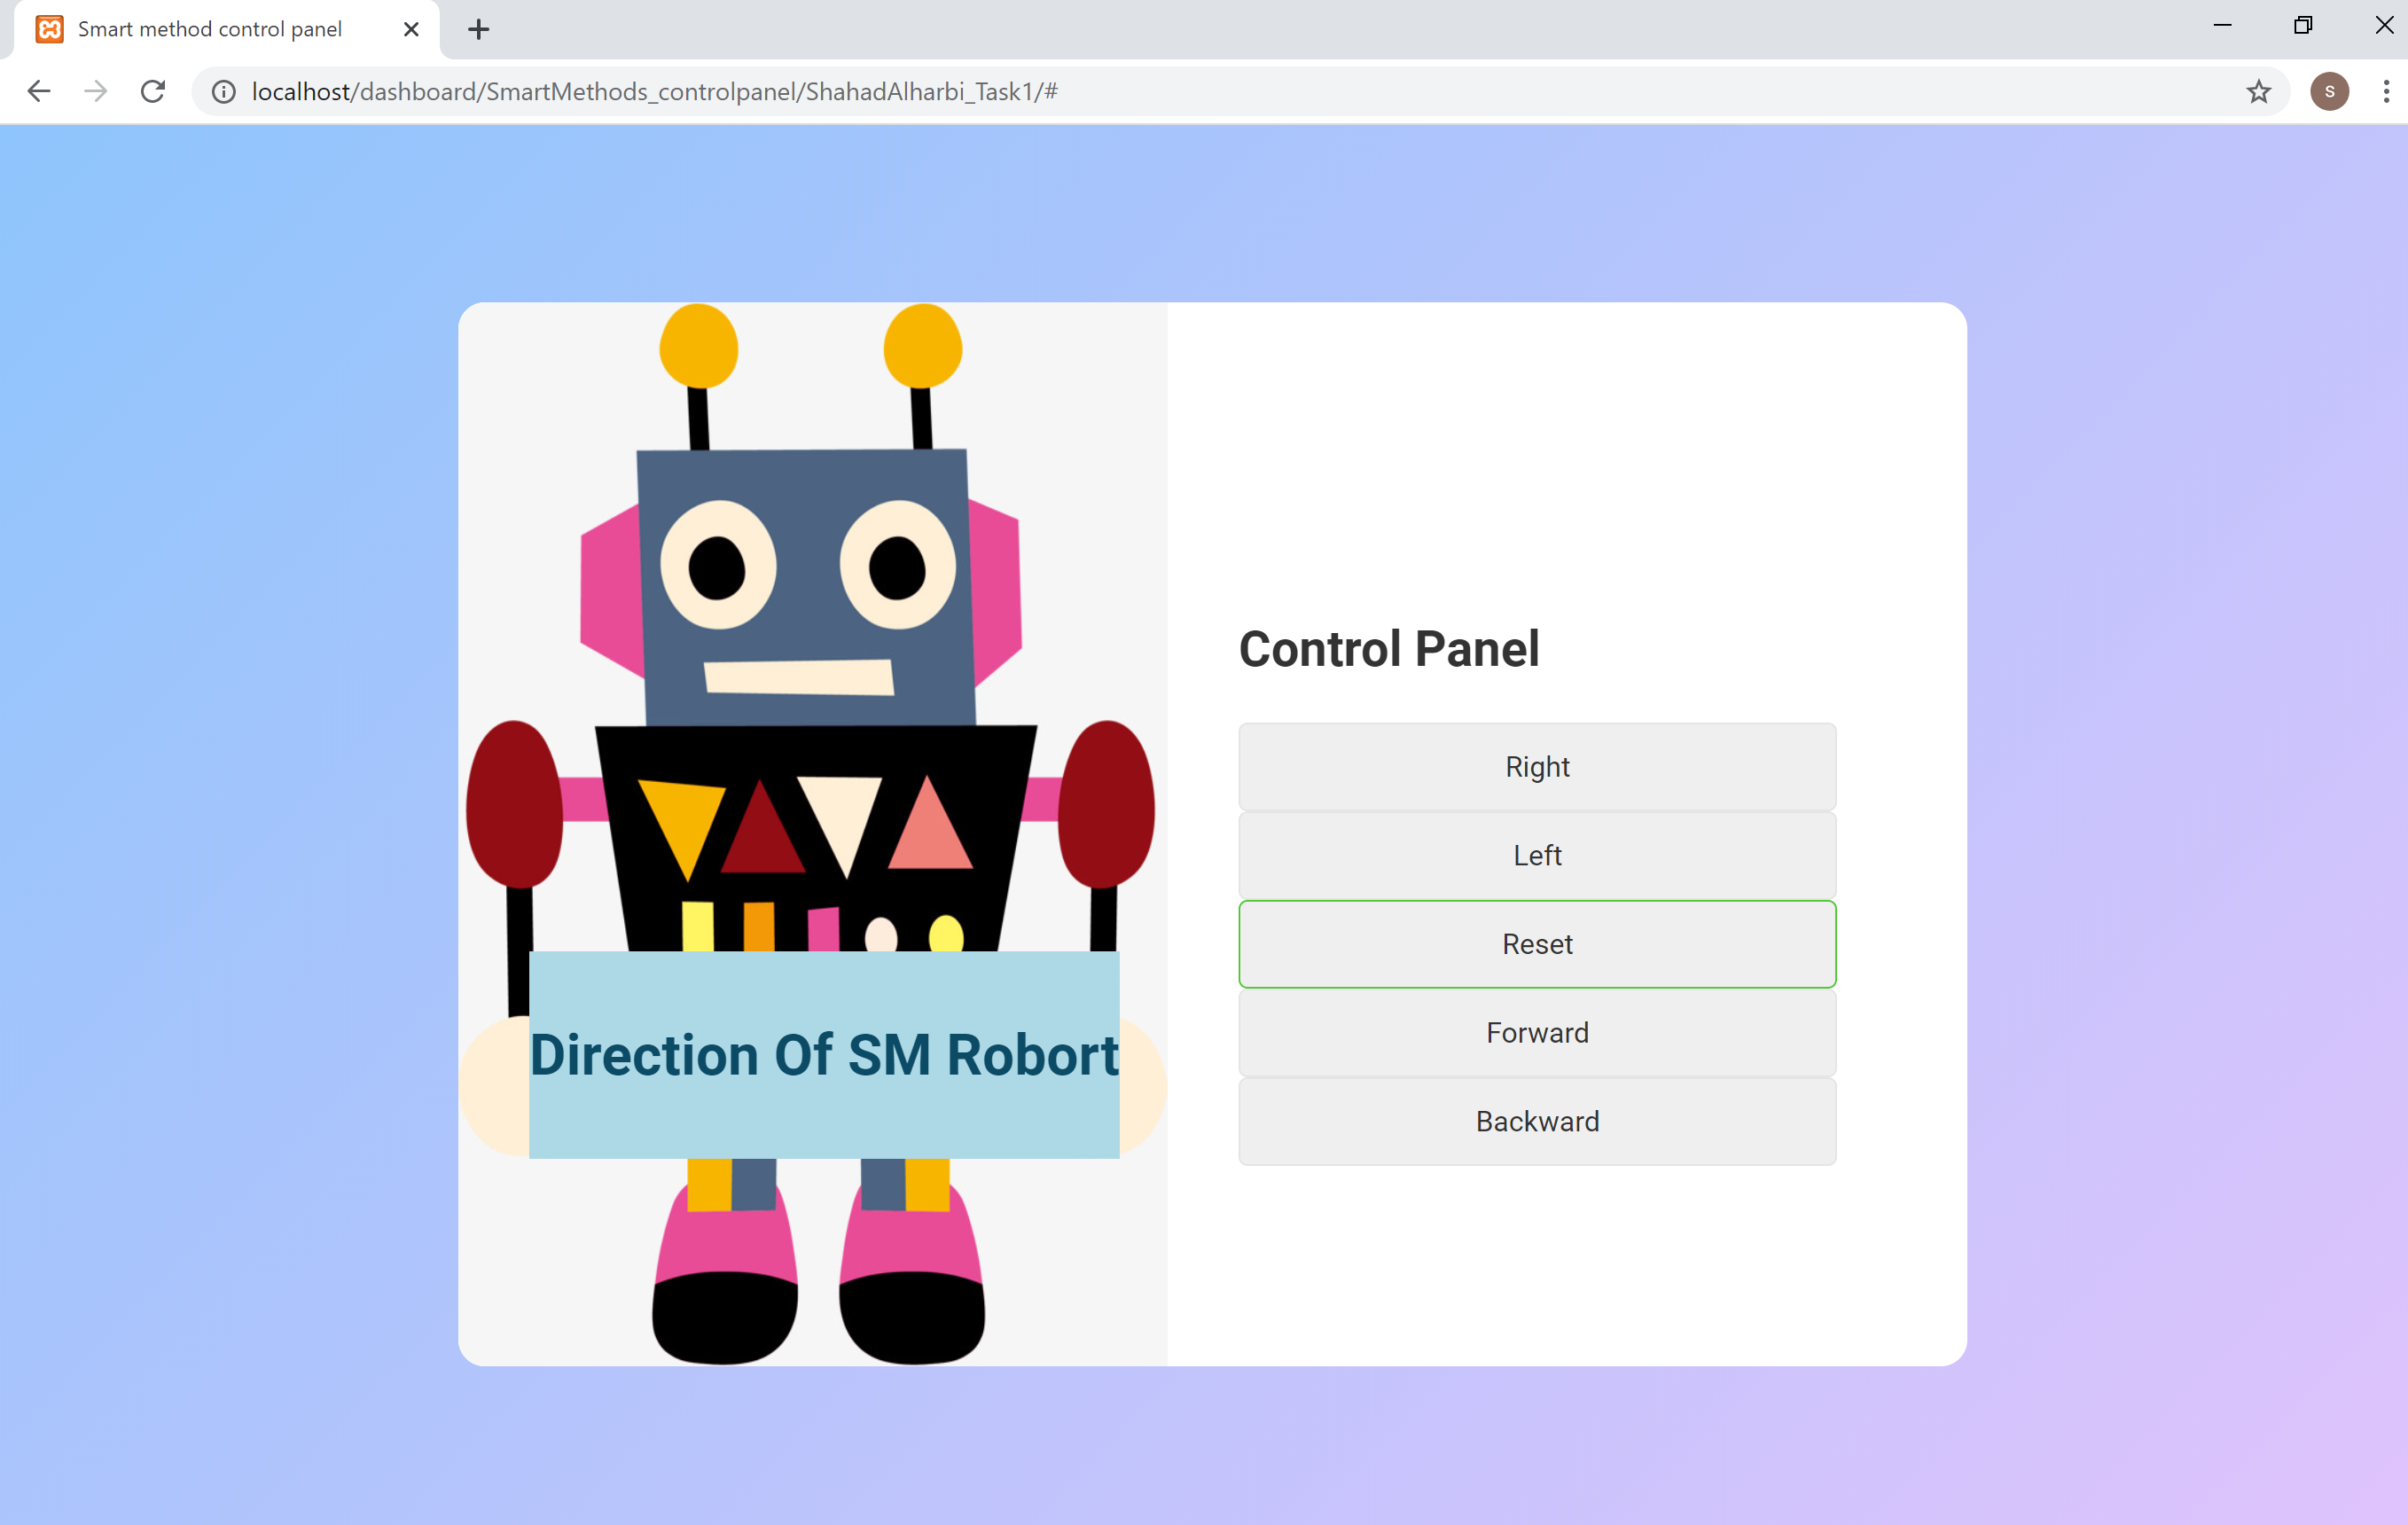 Smart method control panel
localhost/dashboard/SmartMethods_controlpanel/ShahadAlharbi_Task1/#
S
Direction Of SM Robort
Control Panel
Right
Left
Reset
Forward
Backward